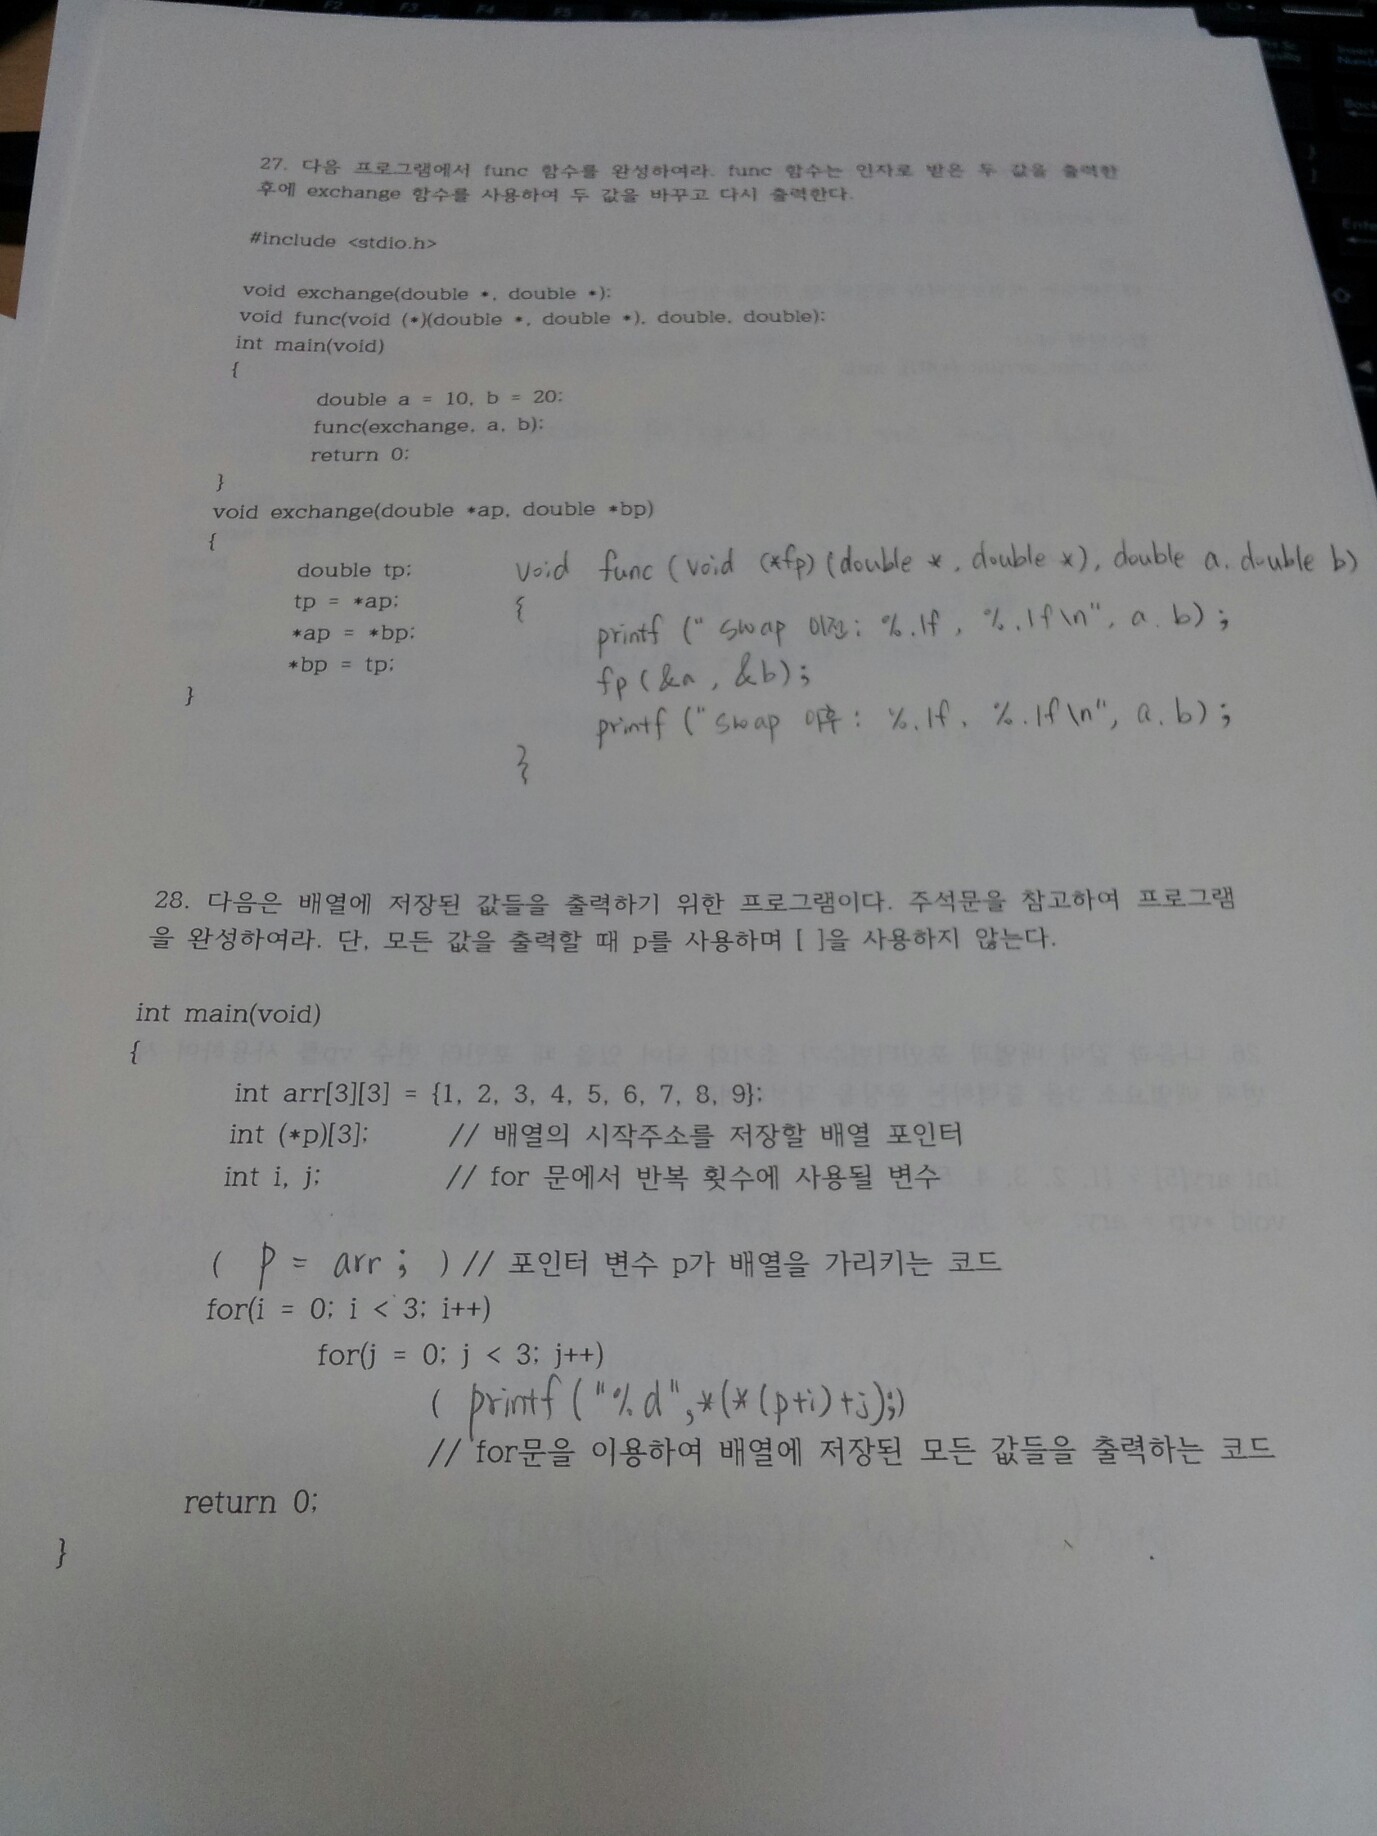 27. 다음 프로그램에서 func 함수를 완성하여라. func 함수는 인자로 받은 두 값을 출력한
후에 exchange 함수를 사용하여 두 값을 바꾸고 다시 출력한다.
#include <stdio.h>
void exchange(double *, double *);
void func(void (*)(double *, double *), double, double);
int main(void)
{
double a = 10, b = 20;
func(exchange, a, b);
return 0;
}
void exchange(double *ap, double *bp)
{
double tp;
tp = *ap;
*ap = *bp;
*bp = tp;
}
void func (void (*fp) (double *, double *), double a, double b)
{
printf (" swap 이전 : %.lf , %.lf\n", a, b);
fp (&a , &b);
printf (" swap 이후 : %.lf , %.lf\n", a, b);
}
28. 다음은 배열에 저장된 값들을 출력하기 위한 프로그램이다. 주석문을 참고하여 프로그램
을 완성하여라. 단, 모든 값을 출력할 때 p를 사용하며 [ ]을 사용하지 않는다.
int main(void)
{
int arr[3][3] = {1, 2, 3, 4, 5, 6, 7, 8, 9};
int (*p)[3]; // 배열의 시작주소를 저장할 배열 포인터
int i, j; // for 문에서 반복 횟수에 사용될 변수
( p = arr ; ) // 포인터 변수 p가 배열을 가리키는 코드
for(i = 0; i < 3; i++)
for(j = 0; j < 3; j++)
( printf ("%d",*(*(p+i)+j);)
// for문을 이용하여 배열에 저장된 모든 값들을 출력하는 코드
return 0;
}